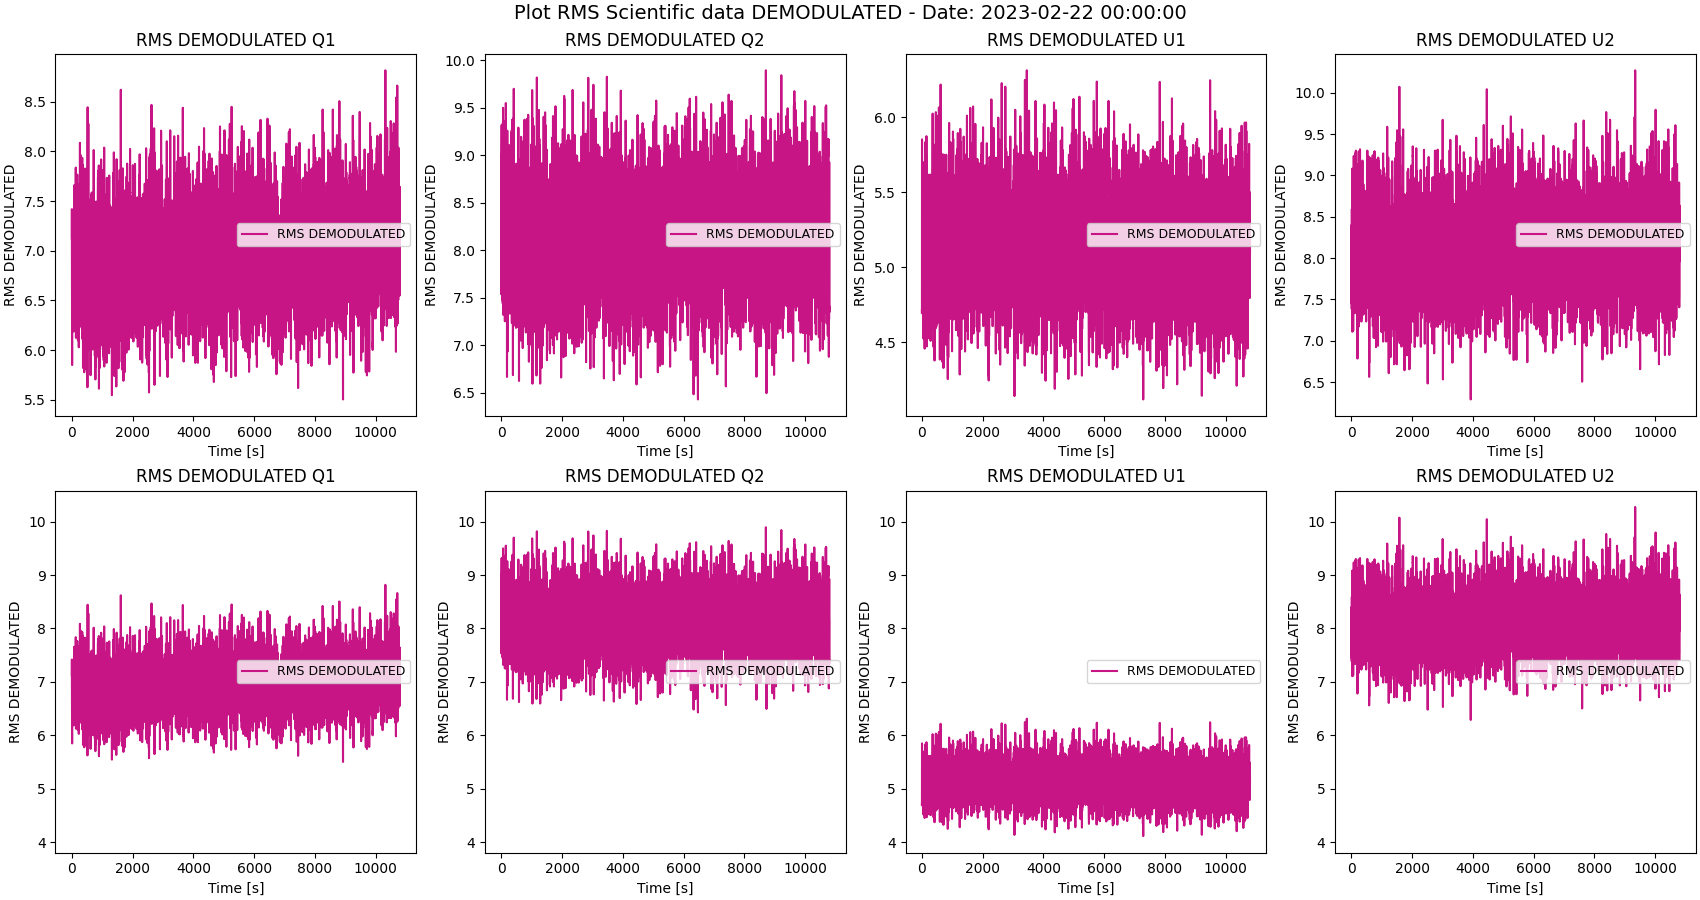 Plot RMS Scientific data DEMODULATED - Date: 2023-02-22 00:00:00
RMS DEMODULATED Q1
RMS DEMODULATED
8.5
8.0
7.5
7.0
6.5
6.0
5.5
RMS DEMODULATED
0 2000 4000 6000 8000 10000
Time [s]
RMS DEMODULATED Q2
RMS DEMODULATED
10.0
9.5
9.0
8.5
8.0
7.5
7.0
6.5
RMS DEMODULATED
0 2000 4000 6000 8000 10000
Time [s]
RMS DEMODULATED U1
RMS DEMODULATED
6.0
5.5
5.0
4.5
RMS DEMODULATED
0 2000 4000 6000 8000 10000
Time [s]
RMS DEMODULATED U2
RMS DEMODULATED
10.0
9.5
9.0
8.5
8.0
7.5
7.0
6.5
RMS DEMODULATED
0 2000 4000 6000 8000 10000
Time [s]
RMS DEMODULATED Q1
RMS DEMODULATED
10
9
8
7
6
5
4
RMS DEMODULATED
0 2000 4000 6000 8000 10000
Time [s]
RMS DEMODULATED Q2
RMS DEMODULATED
10
9
8
7
6
5
4
RMS DEMODULATED
0 2000 4000 6000 8000 10000
Time [s]
RMS DEMODULATED U1
RMS DEMODULATED
10
9
8
7
6
5
4
RMS DEMODULATED
0 2000 4000 6000 8000 10000
Time [s]
RMS DEMODULATED U2
RMS DEMODULATED
10
9
8
7
6
5
4
RMS DEMODULATED
0 2000 4000 6000 8000 10000
Time [s]